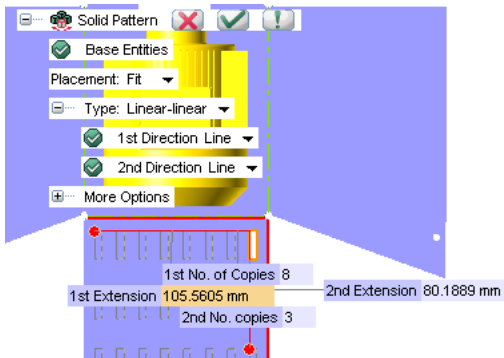 Solid Pattern
Base Entities
Placement: Fit
Type: Linear-linear
1st Direction Line
2nd Direction Line
More Options
1st No. of Copies 8
1st Extension 105.5605 mm
2nd Extension 80.1889 mm
2nd No. copies 3